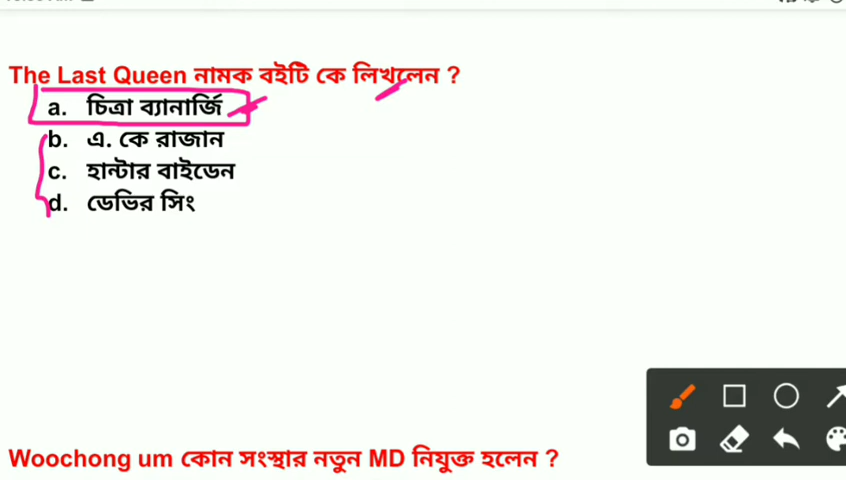 The Last Queen নামক বইটি কে লিখলেন ?
a. চিত্রা ব্যানার্জি
b. এ. কে রাজান
c. হান্টার বাইডেন
d. ডেভির সিং
Woochong um কোন সংস্থার নতুন MD নিযুক্ত হলেন ?